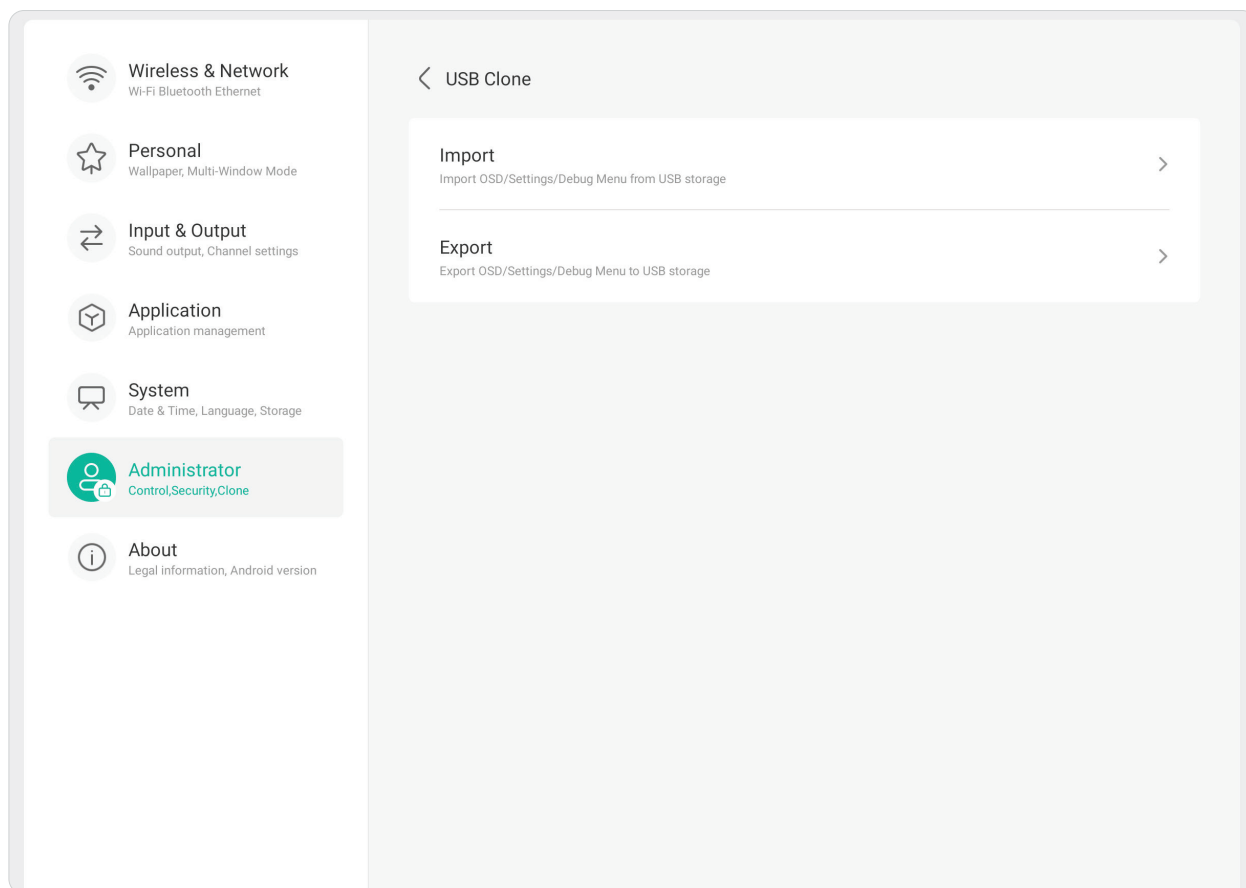 Wireless & Network
Wi-Fi Bluetooth Ethernet
Personal
Wallpaper, Multi-Window Mode
Input & Output
Sound output, Channel settings
Application
Application management
System
Date & Time, Language, Storage
Administrator
Control,Security,Clone
About
Legal information, Android version
USB Clone
Import
Import OSD/Settings/Debug Menu from USB storage
Export
Export OSD/Settings/Debug Menu to USB storage